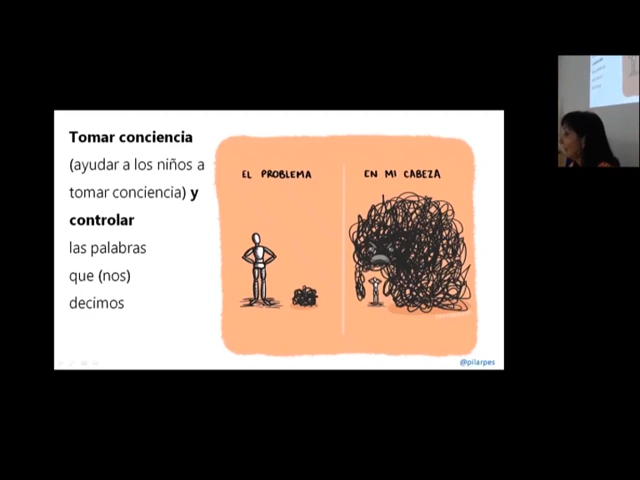 Tomar conciencia
(ayudar a los niños a
tomar conciencia) y
controlar
las palabras
que (nos)
decimos
EL PROBLEMA
EN MI CABEZA
@pilarpes